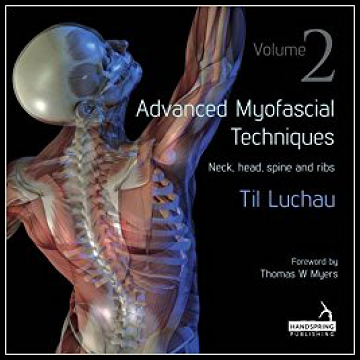 Volume 2
Advanced Myofascial
Techniques
Neck, head, spine and ribs
Til Luchau
Foreword by
Thomas W Myers
HANDSPRING
PUBLISHING